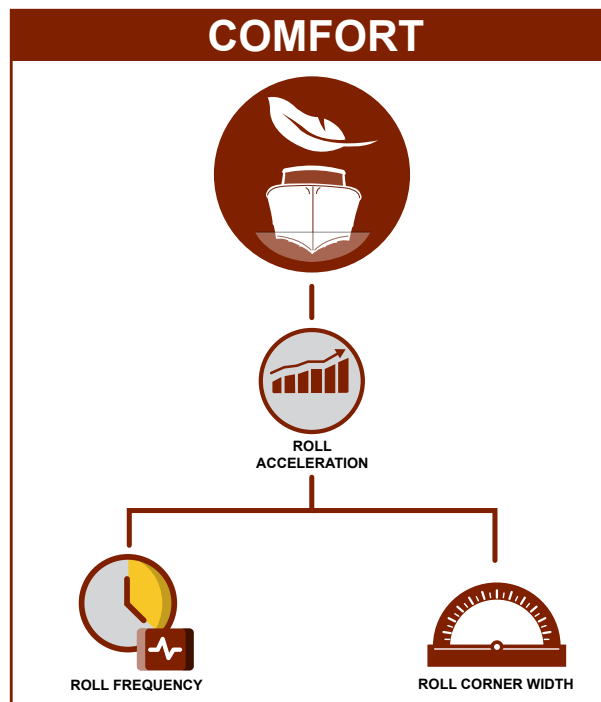 COMFORT
ROLL
ACCELERATION
ROLL FREQUENCY
ROLL CORNER WIDTH